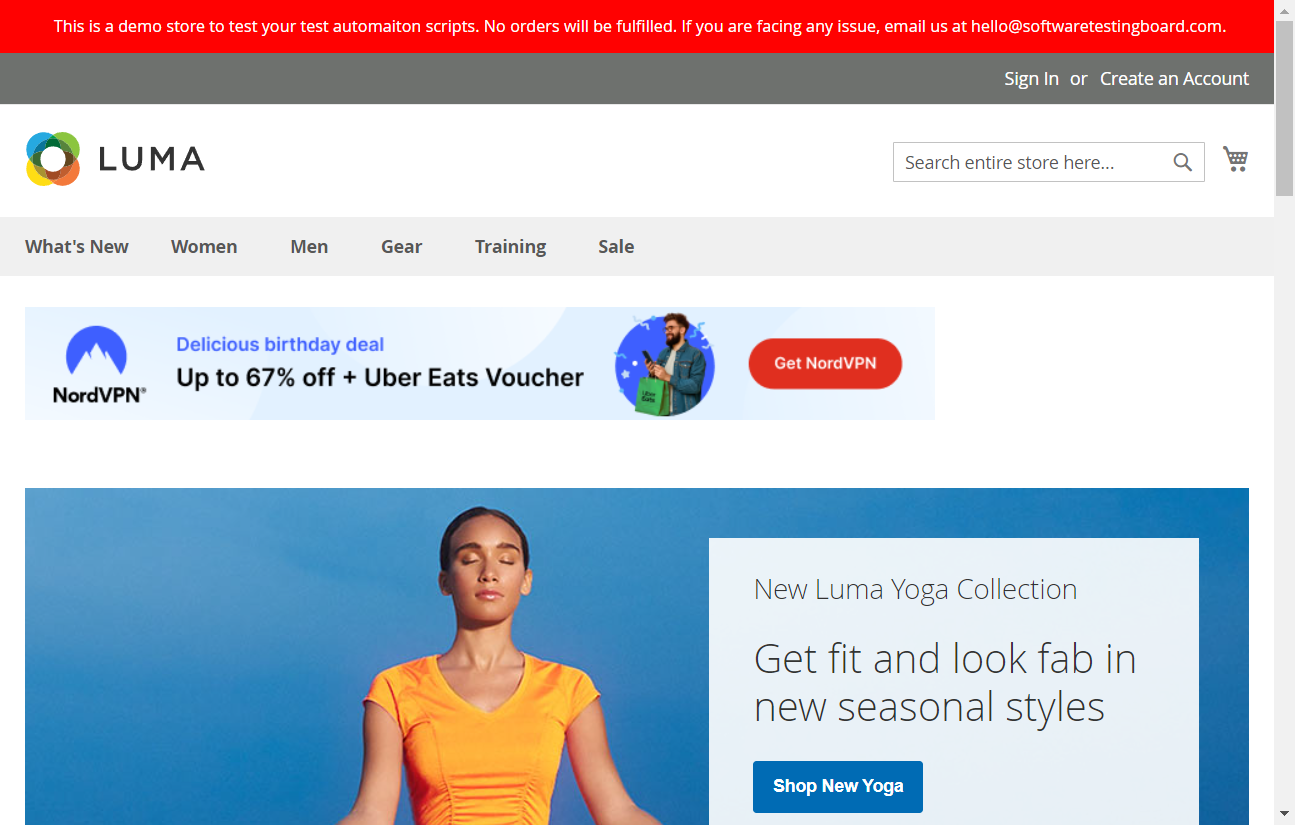 This is a demo store to test your test automaiton scripts. No orders will be fulfilled. If you are facing any issue, email us at hello@softwaretestingboard.com.
Sign In or Create an Account
LUMA
Search entire store here...
What's New Women Men Gear Training Sale
NordVPN®
Delicious birthday deal
Up to 67% off + Uber Eats Voucher
Uber
Eats
Get NordVPN
New Luma Yoga Collection
Get fit and look fab in
new seasonal styles
Shop New Yoga